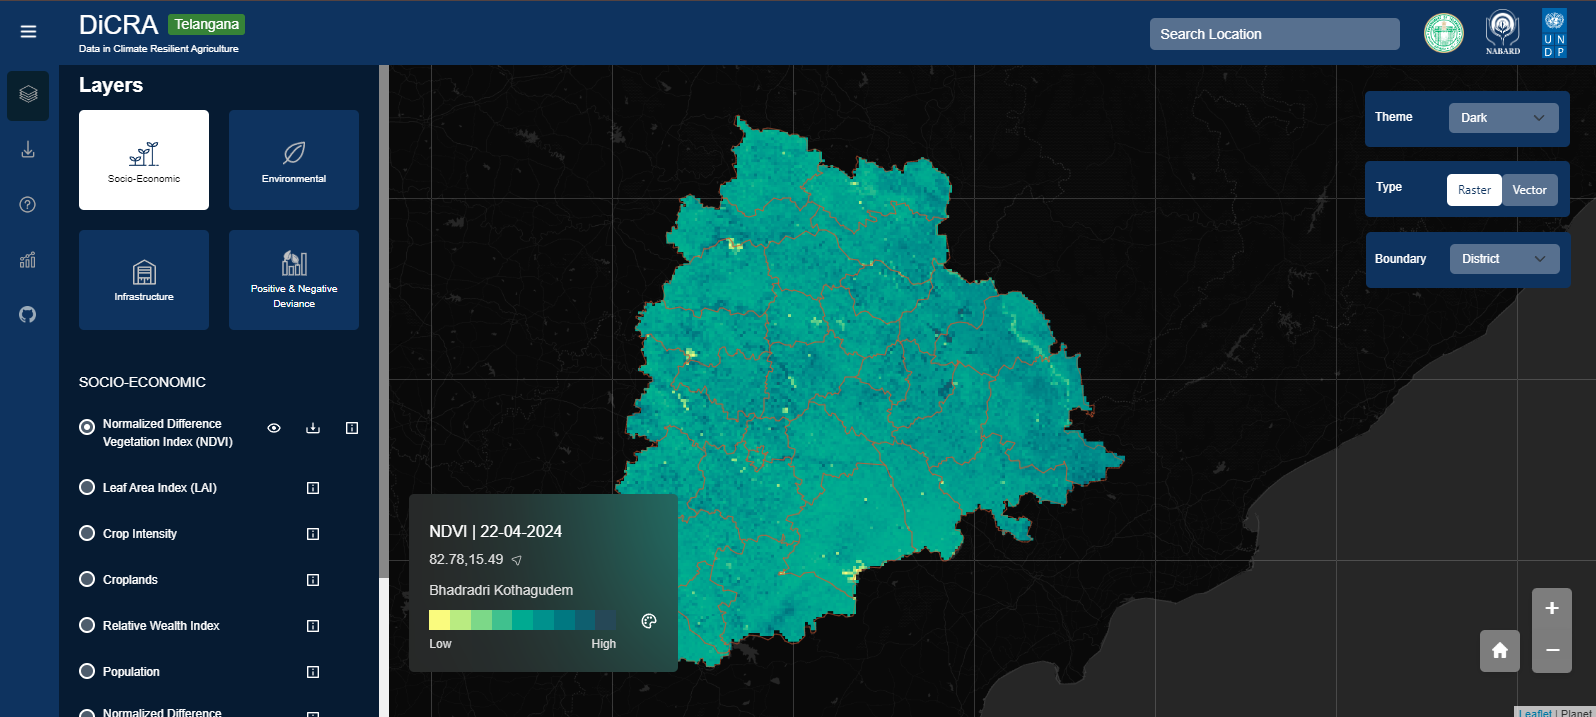 DiCRA Telangana
Data in Climate Resilient Agriculture
Search Location
NABARD
U N
D P
Layers
Socio-Economic
Environmental
Infrastructure
Positive & Negative
Deviance
SOCIO-ECONOMIC
Normalized Difference
Vegetation Index (NDVI)
Leaf Area Index (LAI)
Crop Intensity
Croplands
Relative Wealth Index
Population
Normalized Difference
Theme
Dark
Type
Raster
Vector
Boundary
District
NDVI | 22-04-2024
82.78,15.49
Bhadradri Kothagudem
Low
High
+
−
Leaflet | Planet